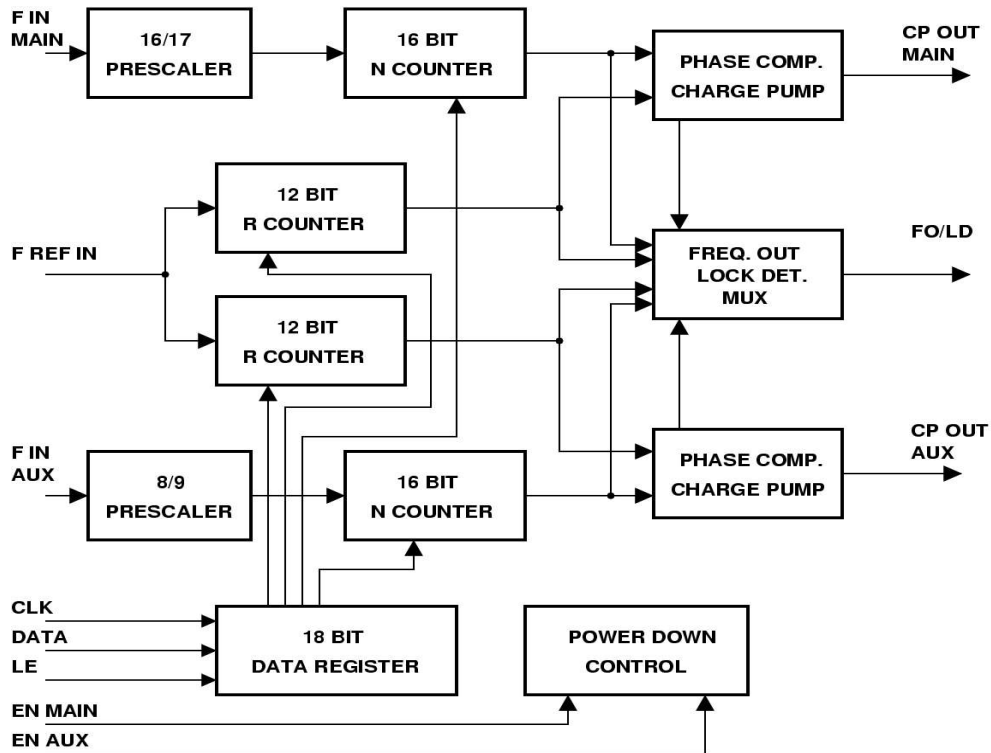 F IN
MAIN
16/17
PRESCALER
16 BIT
N COUNTER
PHASE COMP.
CHARGE PUMP
CP OUT
MAIN
12 BIT
R COUNTER
F REF IN
FREQ. OUT
LOCK DET.
MUX
FO/LD
12 BIT
R COUNTER
F IN
AUX
8/9
PRESCALER
16 BIT
N COUNTER
PHASE COMP.
CHARGE PUMP
CP OUT
AUX
CLK
DATA
LE
18 BIT
DATA REGISTER
POWER DOWN
CONTROL
EN MAIN
EN AUX